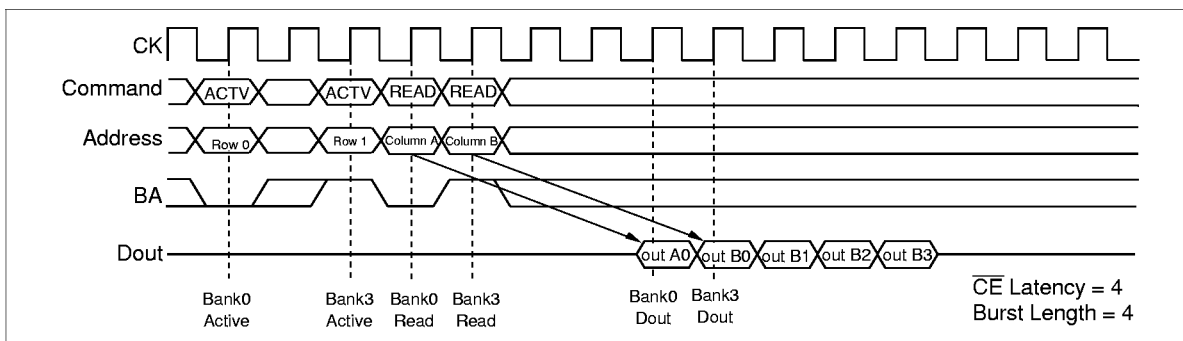 CK
Command ACTV ACTV READ READ
Address Row 0 Row 1 Column A Column B
BA
Dout out A0 out B0 out B1 out B2 out B3
Bank0 Active
Bank3 Active
Bank0 Read
Bank3 Read
Bank0 Dout
Bank3 Dout
CE Latency = 4
Burst Length = 4